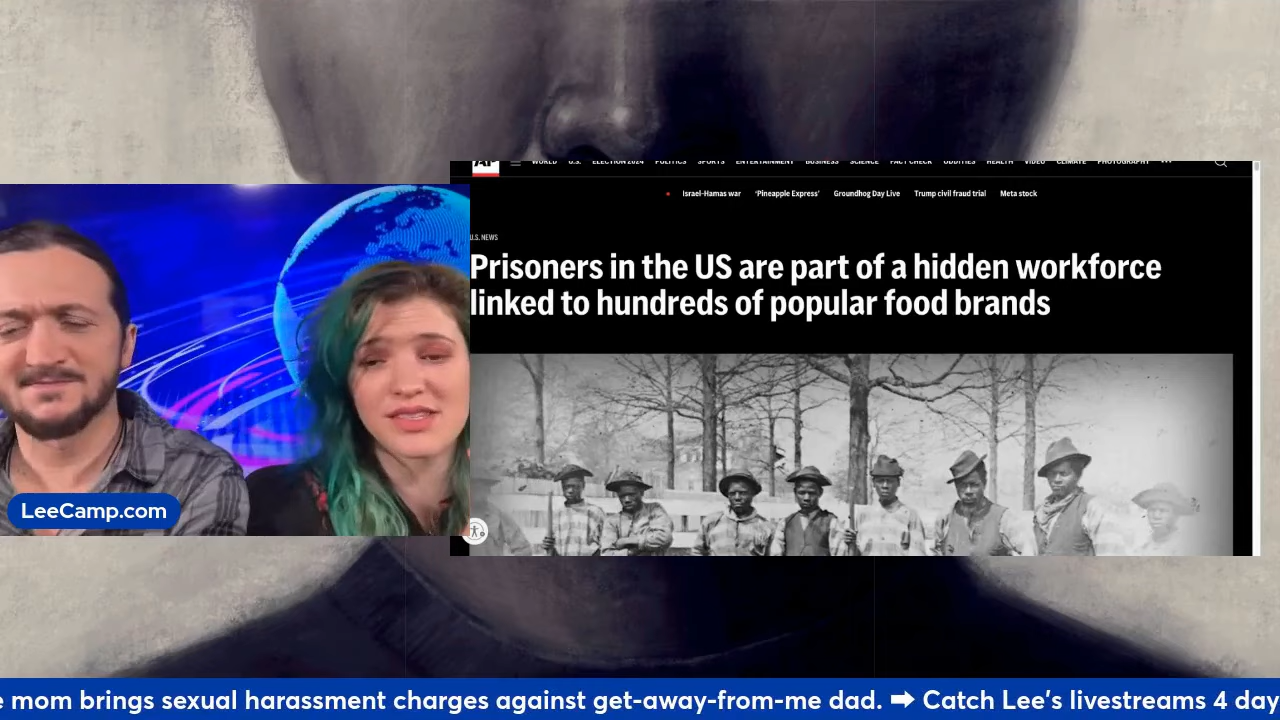 AP
WORLD U.S. ELECTION 2024 POLITICS SPORTS ENTERTAINMENT BUSINESS SCIENCE FACT CHECK ODDITIES HEALTH VIDEO CLIMATE PHOTOGRAPHY
Israel-Hamas war 'Pineapple Express' Groundhog Day Live Trump civil fraud trial Meta stock
U.S. NEWS
Prisoners in the US are part of a hidden workforce
linked to hundreds of popular food brands
LeeCamp.com
e mom brings sexual harassment charges against get-away-from-me dad. ➡ Catch Lee's livestreams 4 day